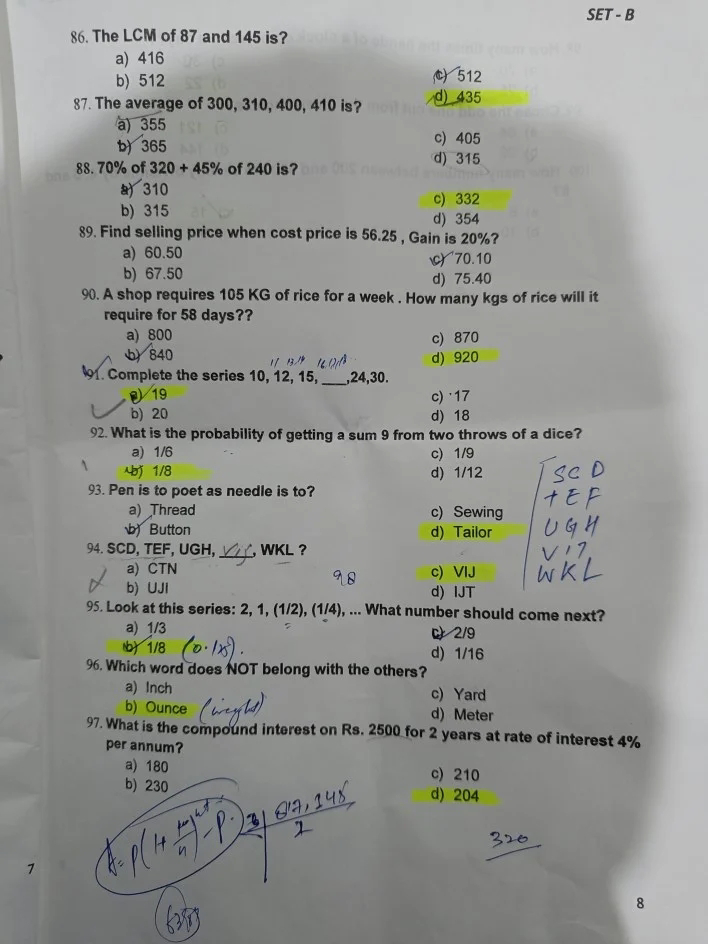 SET - B
86. The LCM of 87 and 145 is?
a) 416
b) 512
c) 512
d) 435
87. The average of 300, 310, 400, 410 is?
a) 355
b) 365
c) 405
d) 315
88. 70% of 320 + 45% of 240 is?
a) 310
b) 315
c) 332
d) 354
89. Find selling price when cost price is 56.25 , Gain is 20%?
a) 60.50
b) 67.50
c) 70.10
d) 75.40
90. A shop requires 105 KG of rice for a week . How many kgs of rice will it
require for 58 days??
a) 800
b) 840
c) 870
d) 920
91. Complete the series 10, 12, 15, ___,24,30.
a) 19
b) 20
c) 17
d) 18
92. What is the probability of getting a sum 9 from two throws of a dice?
a) 1/6
b) 1/8
c) 1/9
d) 1/12
SCD
TEF
UGH
VIJ
WKL
93. Pen is to poet as needle is to?
a) Thread
b) Button
c) Sewing
d) Tailor
94. SCD, TEF, UGH, VIJ, WKL ?
a) CTN
b) UJI
98
c) VIJ
d) IJT
95. Look at this series: 2, 1, (1/2), (1/4), ... What number should come next?
a) 1/3
b) 1/8
c) 2/9
d) 1/16
96. Which word does NOT belong with the others?
a) Inch
b) Ounce (weight)
c) Yard
d) Meter
97. What is the compound interest on Rs. 2500 for 2 years at rate of interest 4%
per annum?
a) 180
b) 230
c) 210
d) 204
320
7
8